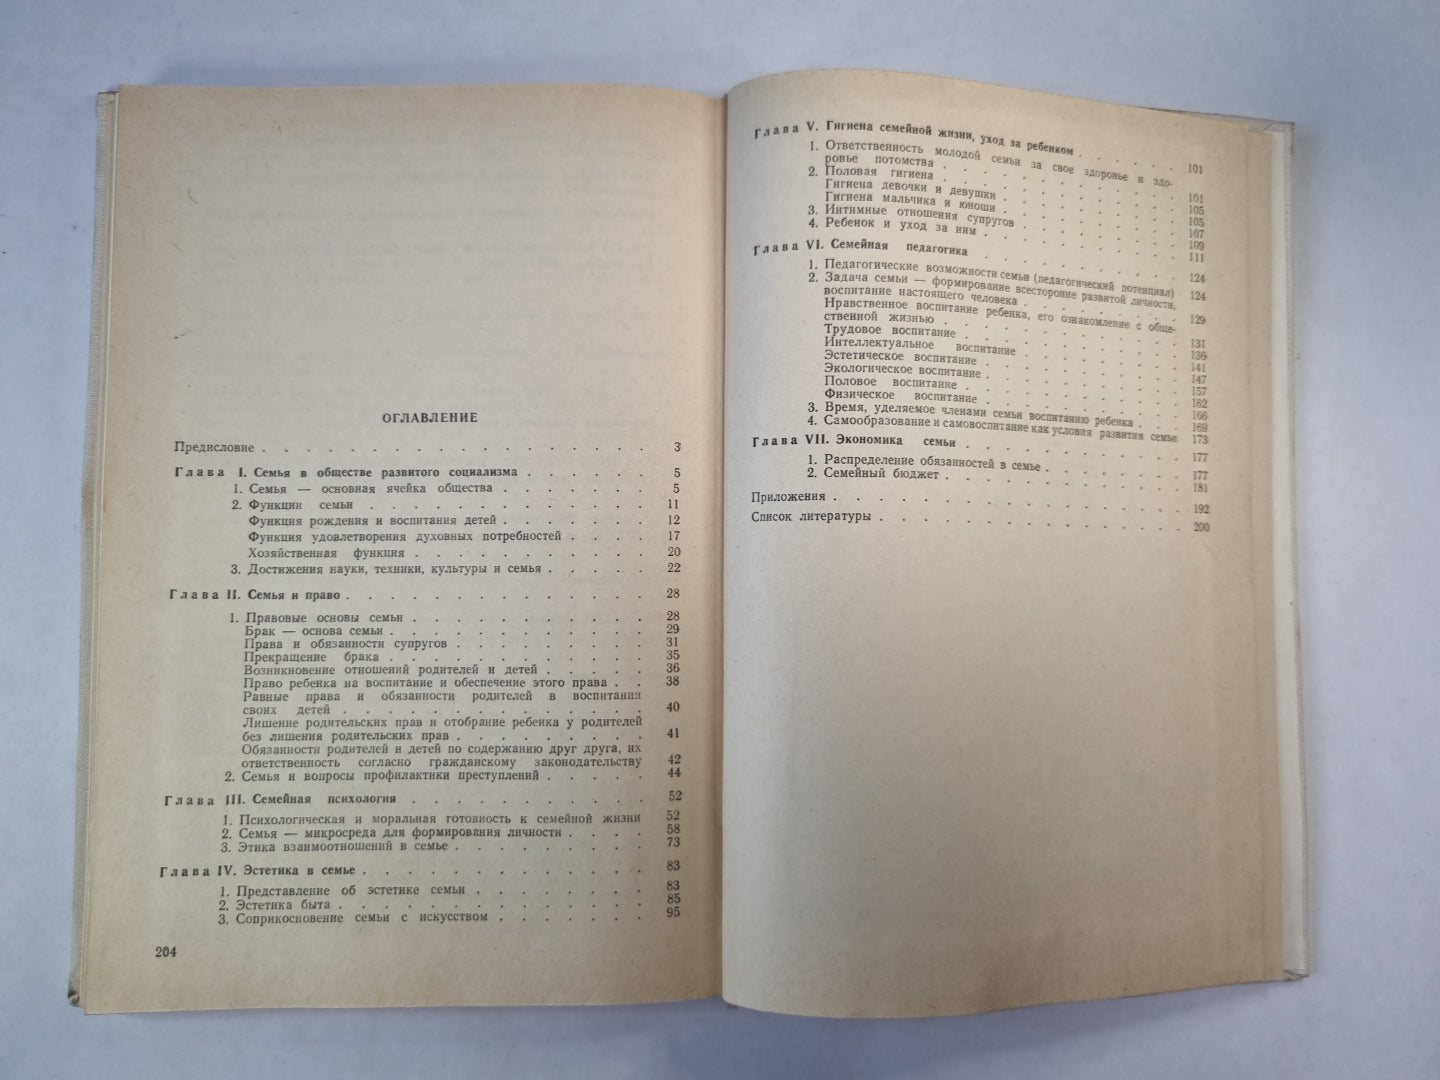 ОГЛАВЛЕНИЕ
Предисловие . . . . . . . . . . . . . . . . 3
Глава I. Семья в обществе развитого социализма . . . . . 5
1. Семья — основная ячейка общества . . . . . . 5
2. Функции семьи . . . . . . . . . . . 11
Функция рождения и воспитания детей . . . . . . 12
Функция удовлетворения духовных потребностей . . . . 17
Хозяйственная функция . . . . . . . . . 20
3. Достижения науки, техники, культуры и семья . . . . . 22
Глава II. Семья и право . . . . . . . . . . . . 28
1. Правовые основы семьи . . . . . . . . . 28
Брак — основа семьи . . . . . . . . . . 29
Права и обязанности супругов . . . . . . . 31
Прекращение брака . . . . . . . . . . 35
Возникновение отношений родителей и детей . . . . . 36
Право ребенка на воспитание и обеспечение этого права . . 38
Равные права и обязанности родителей в воспитании
своих детей . . . . . . . . . . . . 40
Лишение родительских прав и отобрание ребенка у родителей
без лишения родительских прав . . . . . . . 41
Обязанности родителей и детей по содержанию друг друга, их
ответственность согласно гражданскому законодательству 42
2. Семья и вопросы профилактики преступлений . . . . . 44
Глава III. Семейная психология . . . . . . . . . . 52
1. Психологическая и моральная готовность к семейной жизни 52
2. Семья — микросреда для формирования личности . . . . 58
3. Этика взаимоотношений в семье . . . . . . . . 73
Глава IV. Эстетика в семье . . . . . . . . . . . . 83
1. Представление об эстетике семьи . . . . . . . 83
2. Эстетика быта . . . . . . . . . . . . 85
3. Соприкосновение семьи с искусством . . . . . . . 95
204
Глава V. Гигиена семейной жизни, уход за ребенком . . . . . . 101
1. Ответственность молодой семьи за свое здоровье и здо-
ровье потомства . . . . . . . . . . . 101
2. Половая гигиена . . . . . . . . . . . 105
Гигиена девочки и девушки . . . . . . . . 105
Гигиена мальчика и юноши . . . . . . . . 107
3. Интимные отношения супругов . . . . . . . 109
4. Ребенок и уход за ним . . . . . . . . . 111
Глава VI. Семейная педагогика . . . . . . . . . . 124
1. Педагогические возможности семьи (педагогический потенциал) 124
2. Задача семьи — формирование всесторонне развитой личности,
воспитание настоящего человека . . . . . . . 129
Нравственное воспитание ребенка, его ознакомление с обще-
ственной жизнью . . . . . . . . . . . 131
Трудовое воспитание . . . . . . . . . . 136
Интеллектуальное воспитание . . . . . . . . 141
Эстетическое воспитание . . . . . . . . . 147
Экологическое воспитание . . . . . . . . . 157
Половое воспитание . . . . . . . . . . 162
Физическое воспитание . . . . . . . . . 166
3. Время, уделяемое членами семьи воспитанию ребенка . . . 169
4. Самообразование и самовоспитание как условия развития семьи 173
Глава VII. Экономика семьи . . . . . . . . . . . 177
1. Распределение обязанностей в семье . . . . . . 177
2. Семейный бюджет . . . . . . . . . . . 181
Приложения . . . . . . . . . . . . . . . . 192
Список литературы . . . . . . . . . . . . . . 200